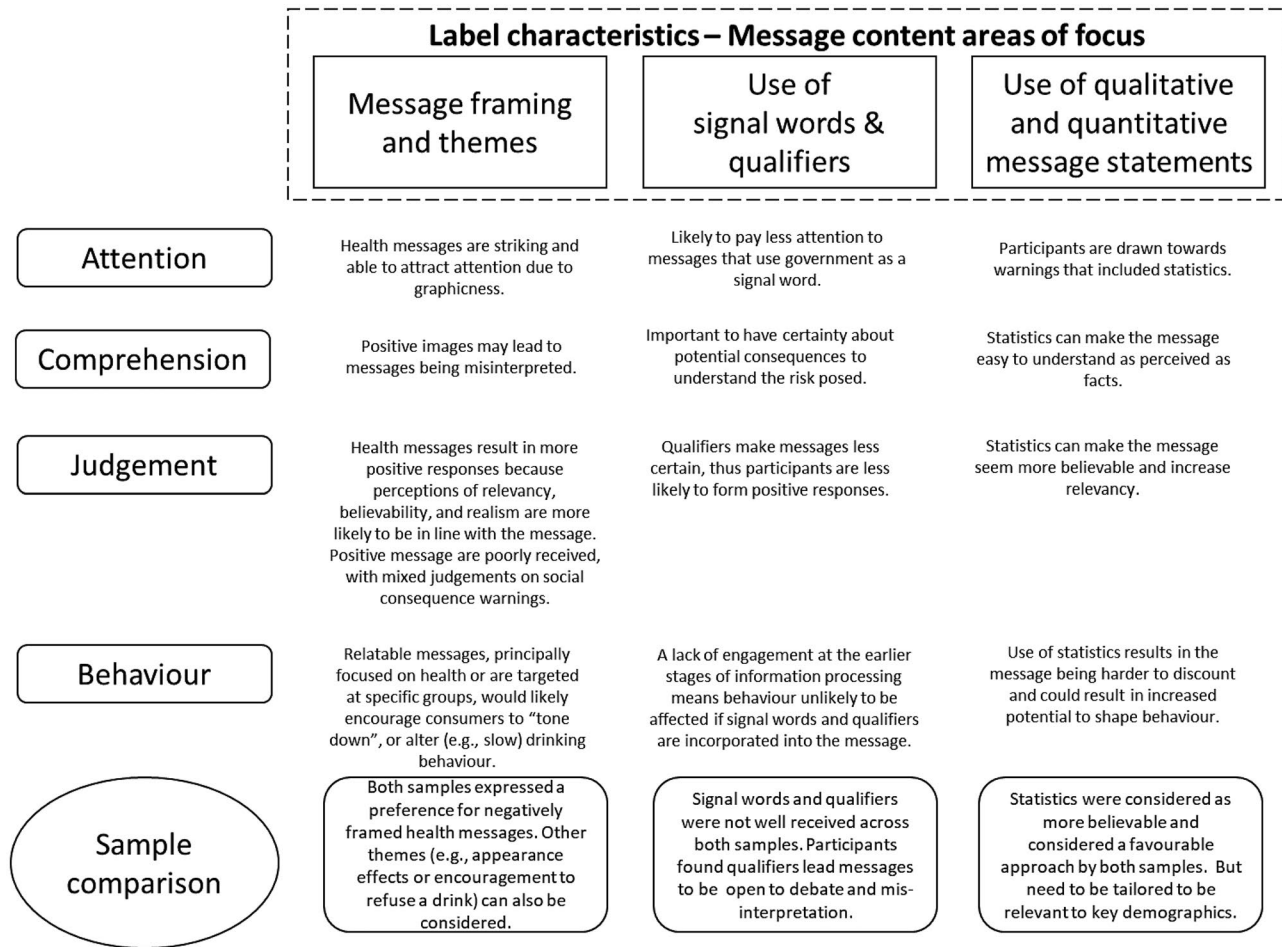 Label characteristics – Message content areas of focus
Message framing
and themes
Use of
signal words &
qualifiers
Use of qualitative
and quantitative
message statements
Attention
Health messages are striking and
able to attract attention due to
graphicness.
Likely to pay less attention to
messages that use government as a
signal word.
Participants are drawn towards
warnings that included statistics.
Comprehension
Positive images may lead to
messages being misinterpreted.
Important to have certainty about
potential consequences to
understand the risk posed.
Statistics can make the message
easy to understand as perceived as
facts.
Judgement
Health messages result in more
positive responses because
perceptions of relevancy,
believability, and realism are more
likely to be in line with the message.
Positive message are poorly received,
with mixed judgements on social
consequence warnings.
Qualifiers make messages less
certain, thus participants are less
likely to form positive responses.
Statistics can make the message
seem more believable and increase
relevancy.
Behaviour
Relatable messages, principally
focused on health or are targeted
at specific groups, would likely
encourage consumers to “tone
down”, or alter (e.g., slow) drinking
behaviour.
A lack of engagement at the earlier
stages of information processing
means behaviour unlikely to be
affected if signal words and qualifiers
are incorporated into the message.
Use of statistics results in the
message being harder to discount
and could result in increased
potential to shape behaviour.
Sample
comparison
Both samples expressed a
preference for negatively
framed health messages. Other
themes (e.g., appearance
effects or encouragement to
refuse a drink) can also be
considered.
Signal words and qualifiers
were not well received across
both samples. Participants
found qualifiers lead messages
to be open to debate and mis-
interpretation.
Statistics were considered as
more believable and
considered a favourable
approach by both samples. But
need to be tailored to be
relevant to key demographics.